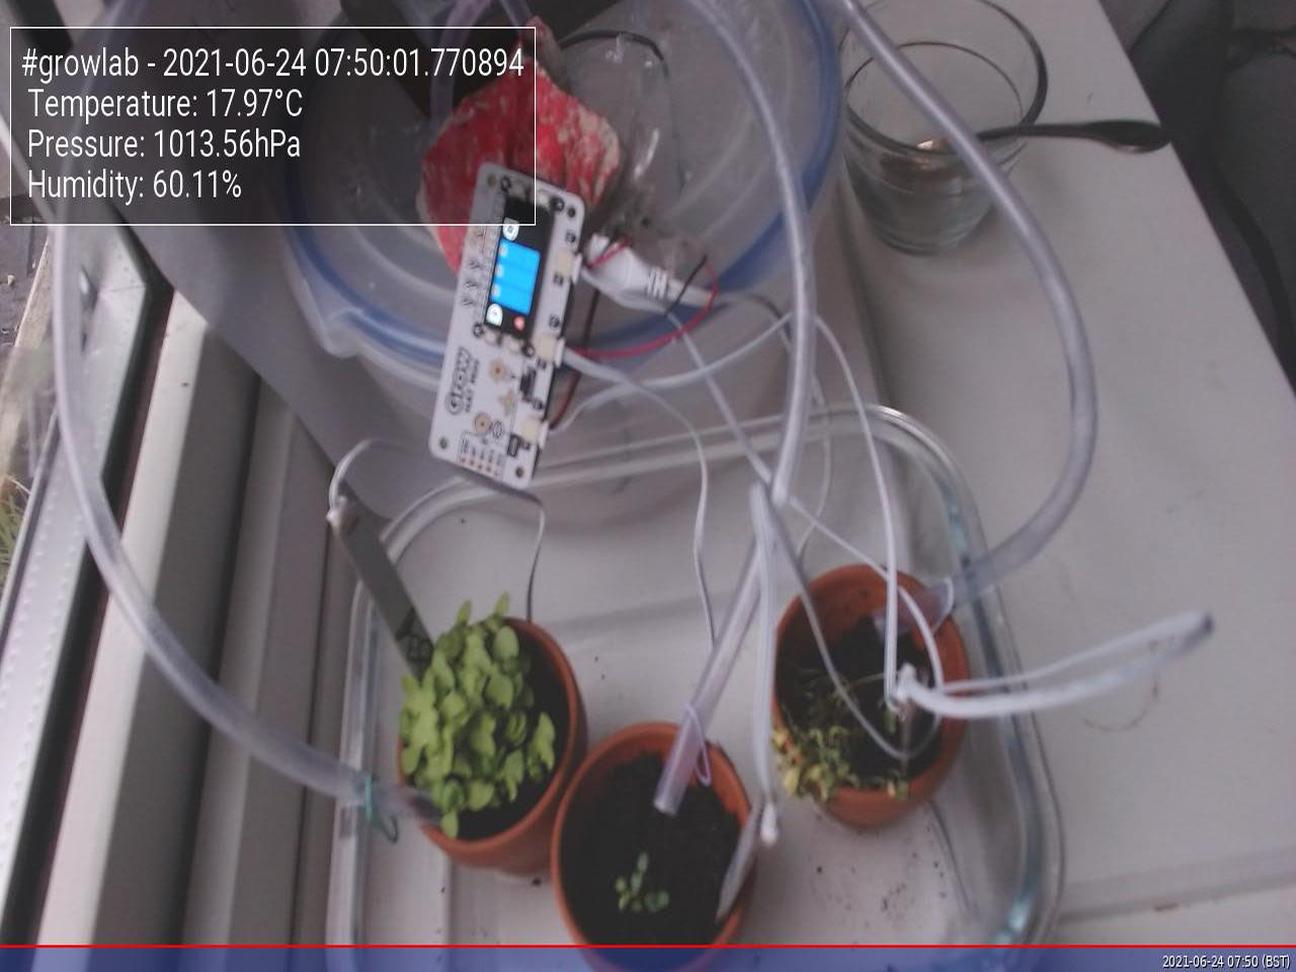 #growlab - 2021-06-24 07:50:01.770894
Temperature: 17.97°C
Pressure: 1013.56hPa
Humidity: 60.11%
GROW
2021-06-24 07:50 (BST)